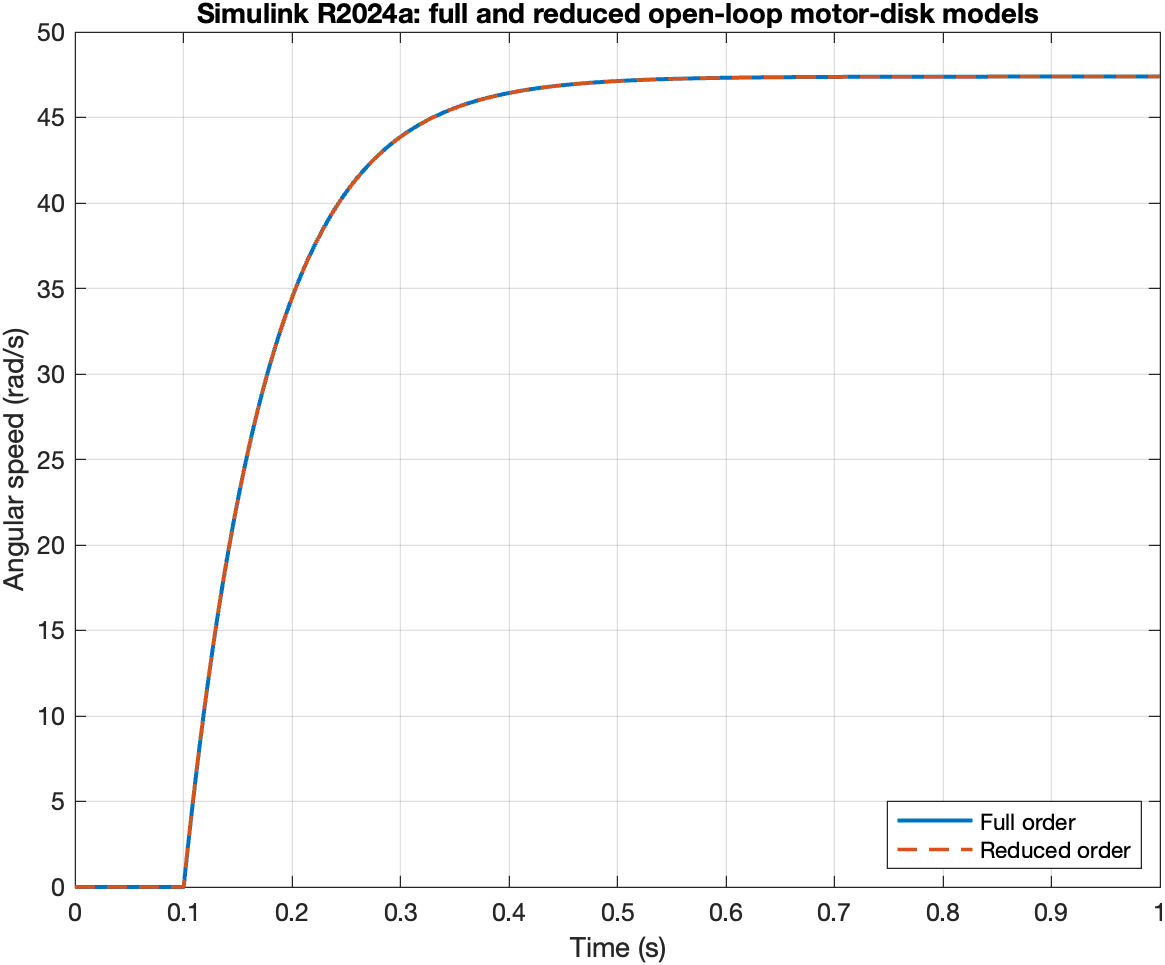 Simulink R2024a: full and reduced open-loop motor-disk models
50
45
40
35
30
25
20
15
10
5
0
Angular speed (rad/s)
Full order
Reduced order
0 0.1 0.2 0.3 0.4 0.5 0.6 0.7 0.8 0.9 1
Time (s)